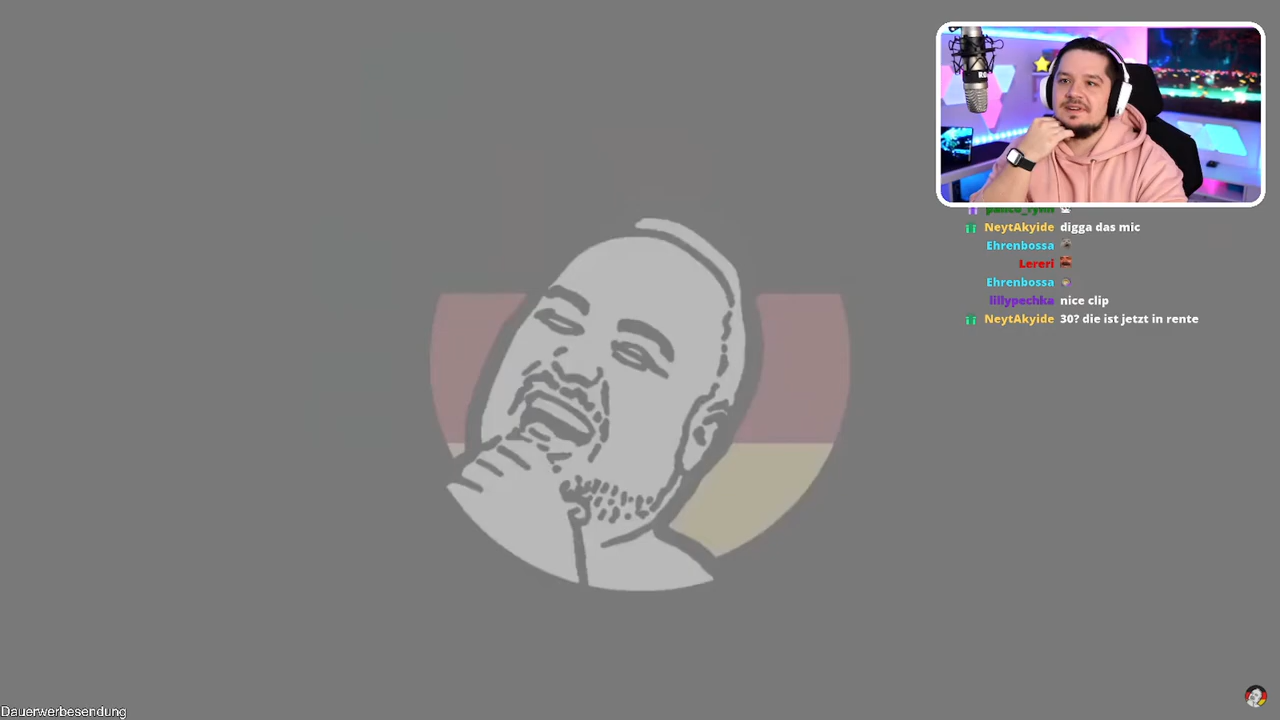 NeytAkyide digga das mic
Ehrenbossa
Lereri
Ehrenbossa
lillypechka nice clip
NeytAkyide 30? die ist jetzt in rente
Dauerwerbesendung